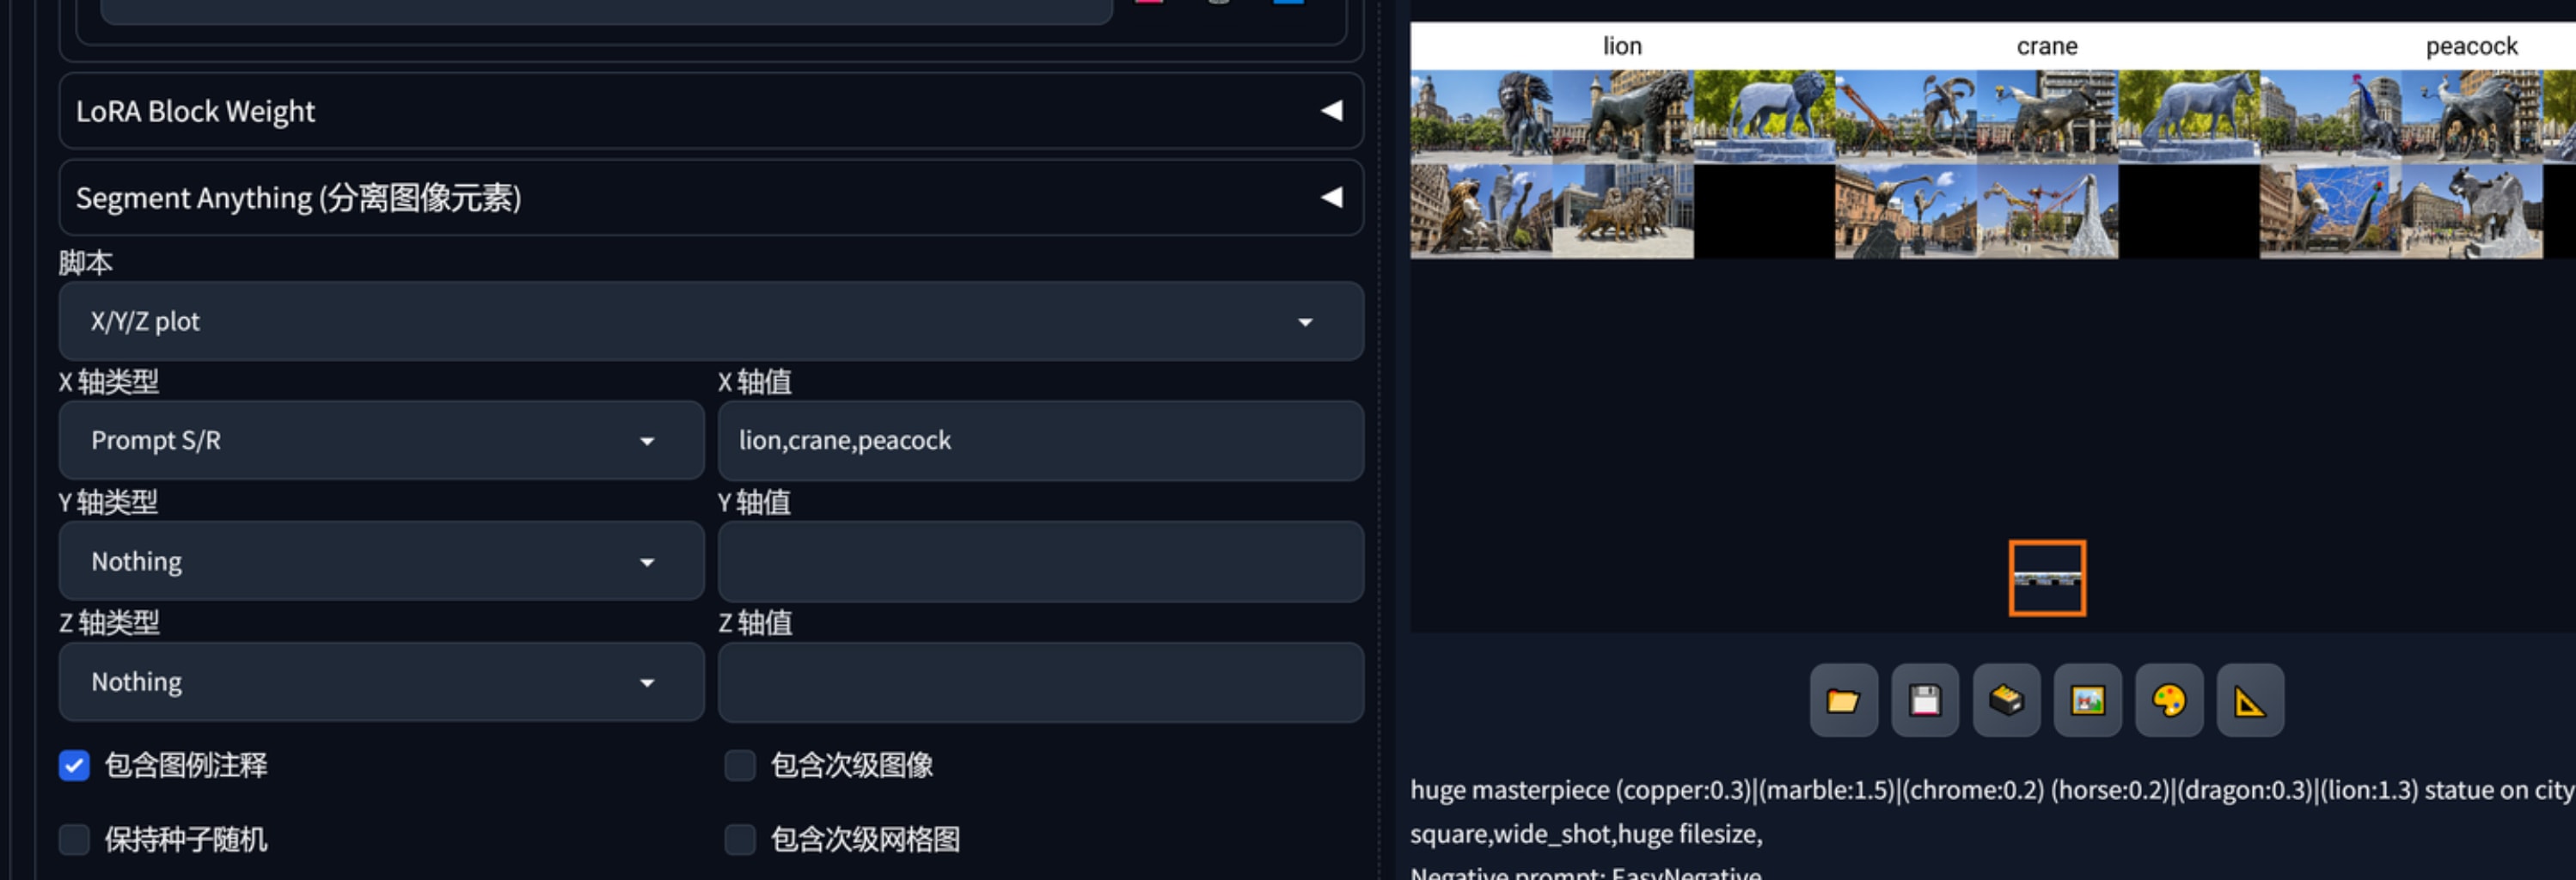 LoRA Block Weight
Segment Anything (分离图像元素)
脚本
X/Y/Z plot
X 轴类型
X 轴值
Prompt S/R
lion,crane,peacock
Y 轴类型
Y 轴值
Nothing
Z 轴类型
Z 轴值
Nothing
包含图例注释
包含次级图像
保持种子随机
包含次级网格图
lion
crane
peacock
huge masterpiece (copper:0.3)|(marble:1.5)|(chrome:0.2) (horse:0.2)|(dragon:0.3)|(lion:1.3) statue on city
square,wide_shot,huge filesize,
Negative prompt: EasyNegative